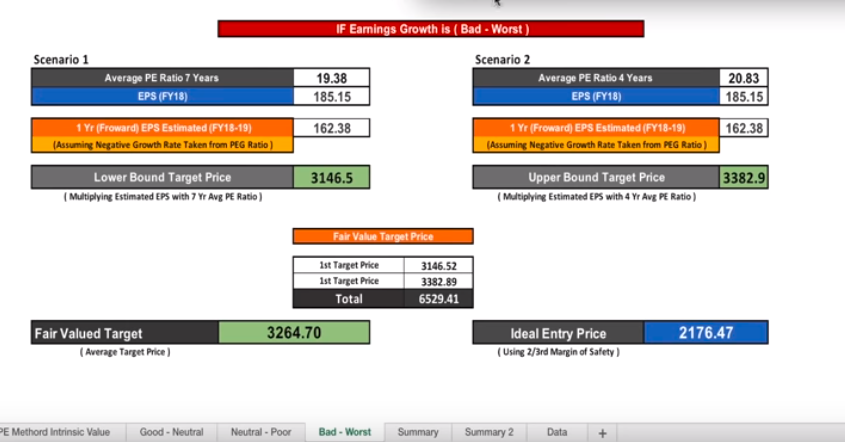 IF Earnings Growth is ( Bad - Worst )
Scenario 1
Average PE Ratio 7 Years 19.38
EPS (FY18) 185.15
1 Yr (Froward) EPS Estimated (FY18-19) 162.38
(Assuming Negative Growth Rate Taken from PEG Ratio )
Lower Bound Target Price 3146.5
( Multiplying Estimated EPS with 7 Yr Avg PE Ratio )
Scenario 2
Average PE Ratio 4 Years 20.83
EPS (FY18) 185.15
1 Yr (Froward) EPS Estimated (FY18-19) 162.38
(Assuming Negative Growth Rate Taken from PEG Ratio )
Upper Bound Target Price 3382.9
( Multiplying Estimated EPS with 4 Yr Avg PE Ratio )
Fair Value Target Price
1st Target Price 3146.52
1st Target Price 3382.89
Total 6529.41
Fair Valued Target 3264.70
( Average Target Price )
Ideal Entry Price 2176.47
( Using 2/3rd Margin of Safety )
PE Methord Intrinsic Value Good - Neutral Neutral - Poor Bad - Worst Summary Summary 2 Data +